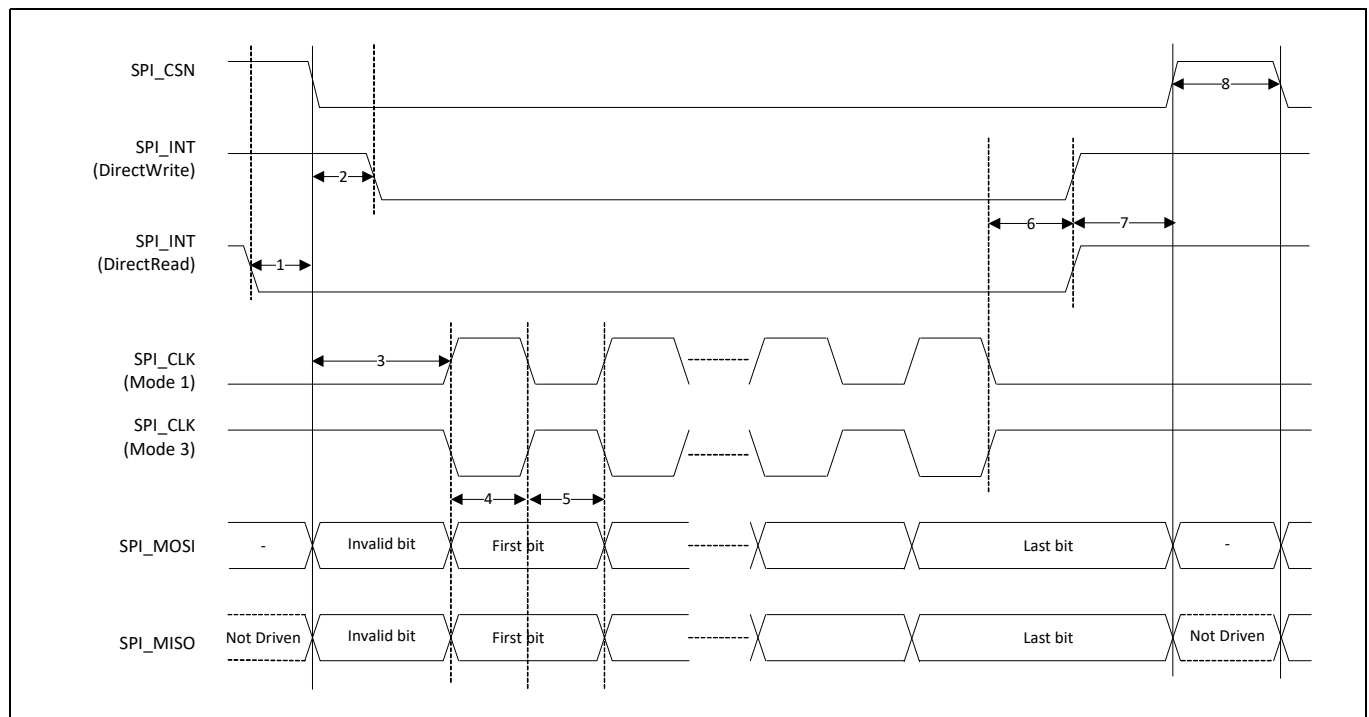 SPI_CSN
8
SPI_INT
(DirectWrite)
2
6
7
SPI_INT
(DirectRead)
1
SPI_CLK
(Mode 1)
3
SPI_CLK
(Mode 3)
4
5
SPI_MOSI
-
Invalid bit
First bit
Last bit
-
SPI_MISO
Not Driven
Invalid bit
First bit
Last bit
Not Driven